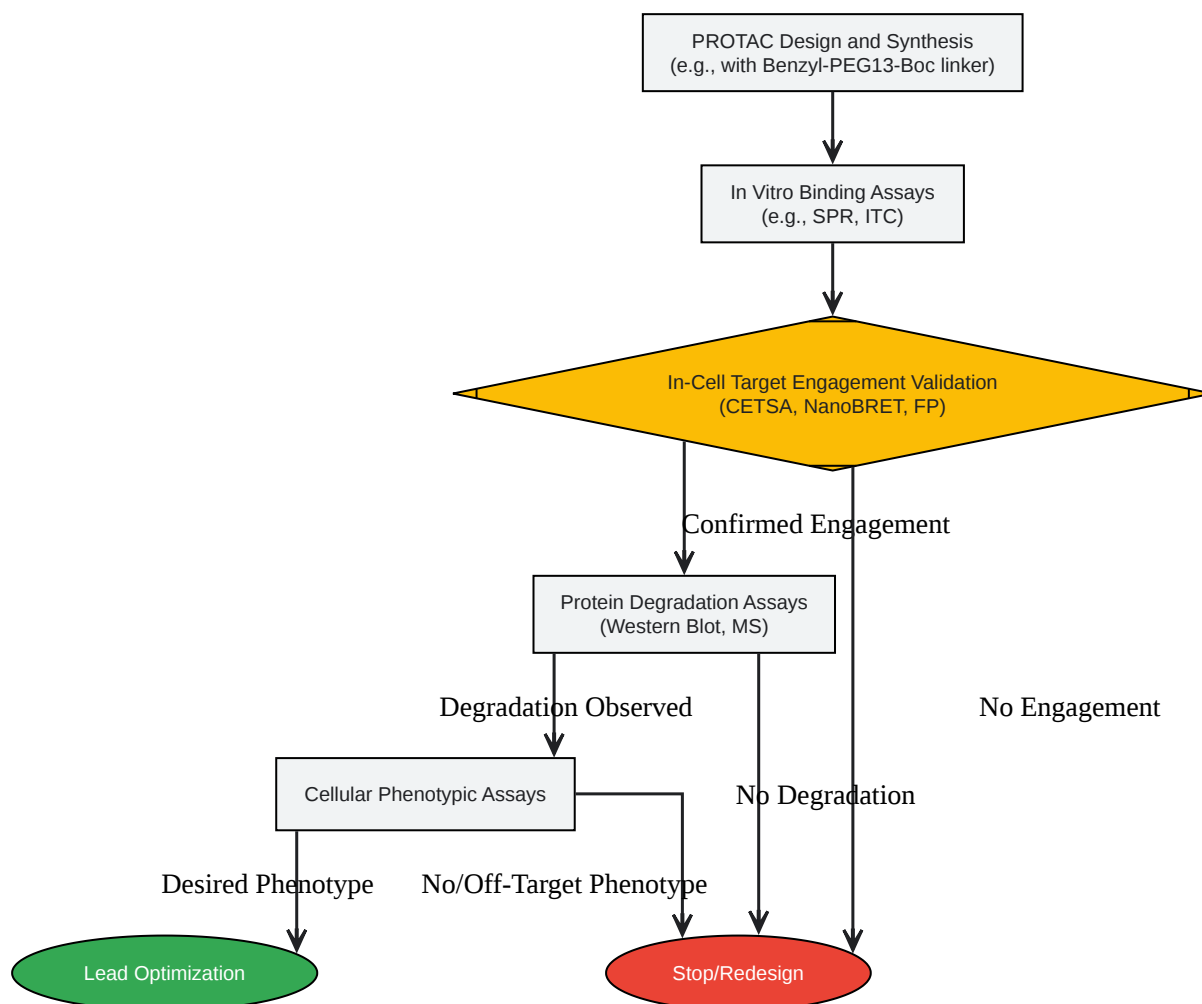 PROTAC Design and Synthesis
(e.g., with Benzyl-PEG13-Boc linker)
In Vitro Binding Assays
(e.g., SPR, ITC)
In-Cell Target Engagement Validation
(CETSA, NanoBRET, FP)
Confirmed Engagement
Protein Degradation Assays
(Western Blot, MS)
Degradation Observed
No Engagement
Cellular Phenotypic Assays
No Degradation
Desired Phenotype
No/Off-Target Phenotype
Lead Optimization
Stop/Redesign